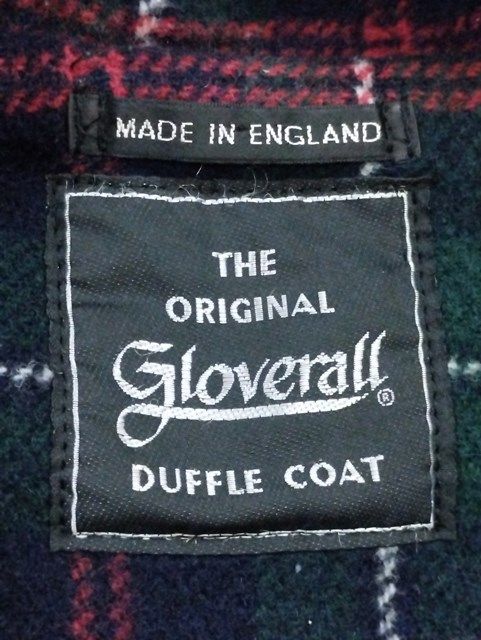 MADE IN ENGLAND
THE
ORIGINAL
Gloverall®
DUFFLE COAT